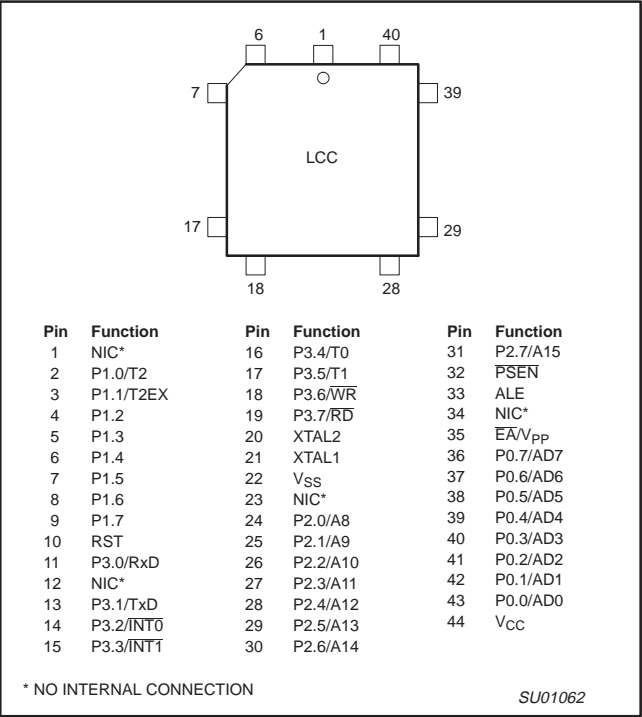 6 1 40
7 39
LCC
17 29
18 28
Pin Function Pin Function Pin Function
1 NIC* 16 P3.4/T0 31 P2.7/A15
2 P1.0/T2 17 P3.5/T1 32 P̅S̅E̅N̅
3 P1.1/T2EX 18 P3.6/W̅R̅ 33 ALE
4 P1.2 19 P3.7/R̅D̅ 34 NIC*
5 P1.3 20 XTAL2 35 E̅A̅/VPP
6 P1.4 21 XTAL1 36 P0.7/AD7
7 P1.5 22 VSS 37 P0.6/AD6
8 P1.6 23 NIC* 38 P0.5/AD5
9 P1.7 24 P2.0/A8 39 P0.4/AD4
10 RST 25 P2.1/A9 40 P0.3/AD3
11 P3.0/RxD 26 P2.2/A10 41 P0.2/AD2
12 NIC* 27 P2.3/A11 42 P0.1/AD1
13 P3.1/TxD 28 P2.4/A12 43 P0.0/AD0
14 P3.2/I̅N̅T̅0̅ 29 P2.5/A13 44 VCC
15 P3.3/I̅N̅T̅1̅ 30 P2.6/A14
* NO INTERNAL CONNECTION
SU01062